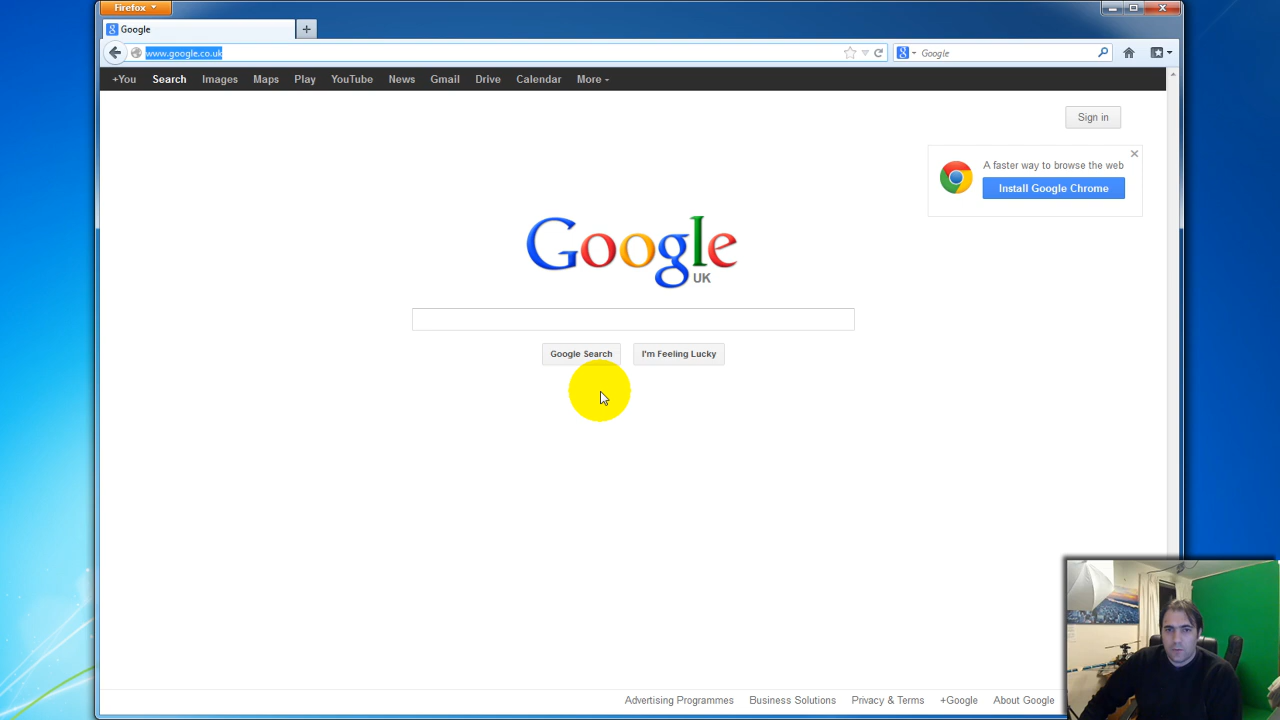 Firefox
Google
www.google.co.uk
Google
+You Search Images Maps Play YouTube News Gmail Drive Calendar More
Sign in
A faster way to browse the web
Install Google Chrome
Google
UK
Google Search I'm Feeling Lucky
Advertising Programmes Business Solutions Privacy & Terms +Google About Google